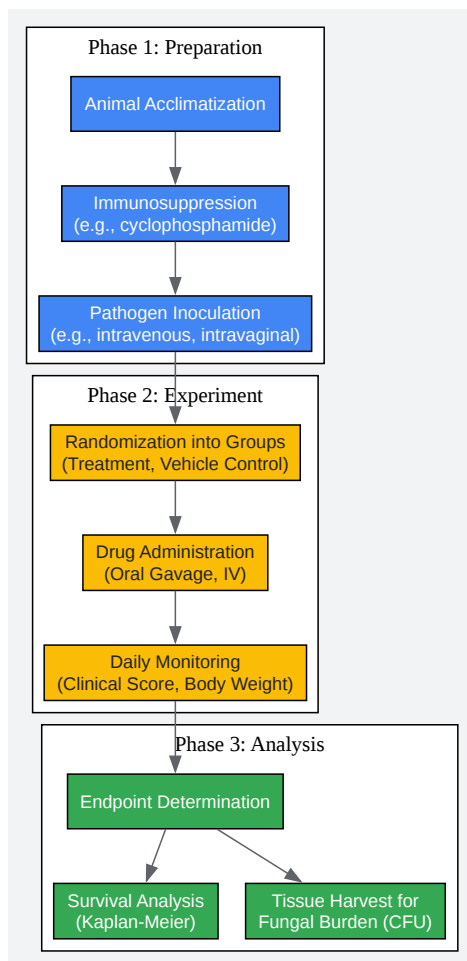 Phase 1: Preparation
Animal Acclimatization
Immunosuppression
(e.g., cyclophosphamide)
Pathogen Inoculation
(e.g., intravenous, intravaginal)
Phase 2: Experiment
Randomization into Groups
(Treatment, Vehicle Control)
Drug Administration
(Oral Gavage, IV)
Daily Monitoring
(Clinical Score, Body Weight)
Phase 3: Analysis
Endpoint Determination
Survival Analysis
(Kaplan-Meier)
Tissue Harvest for
Fungal Burden (CFU)